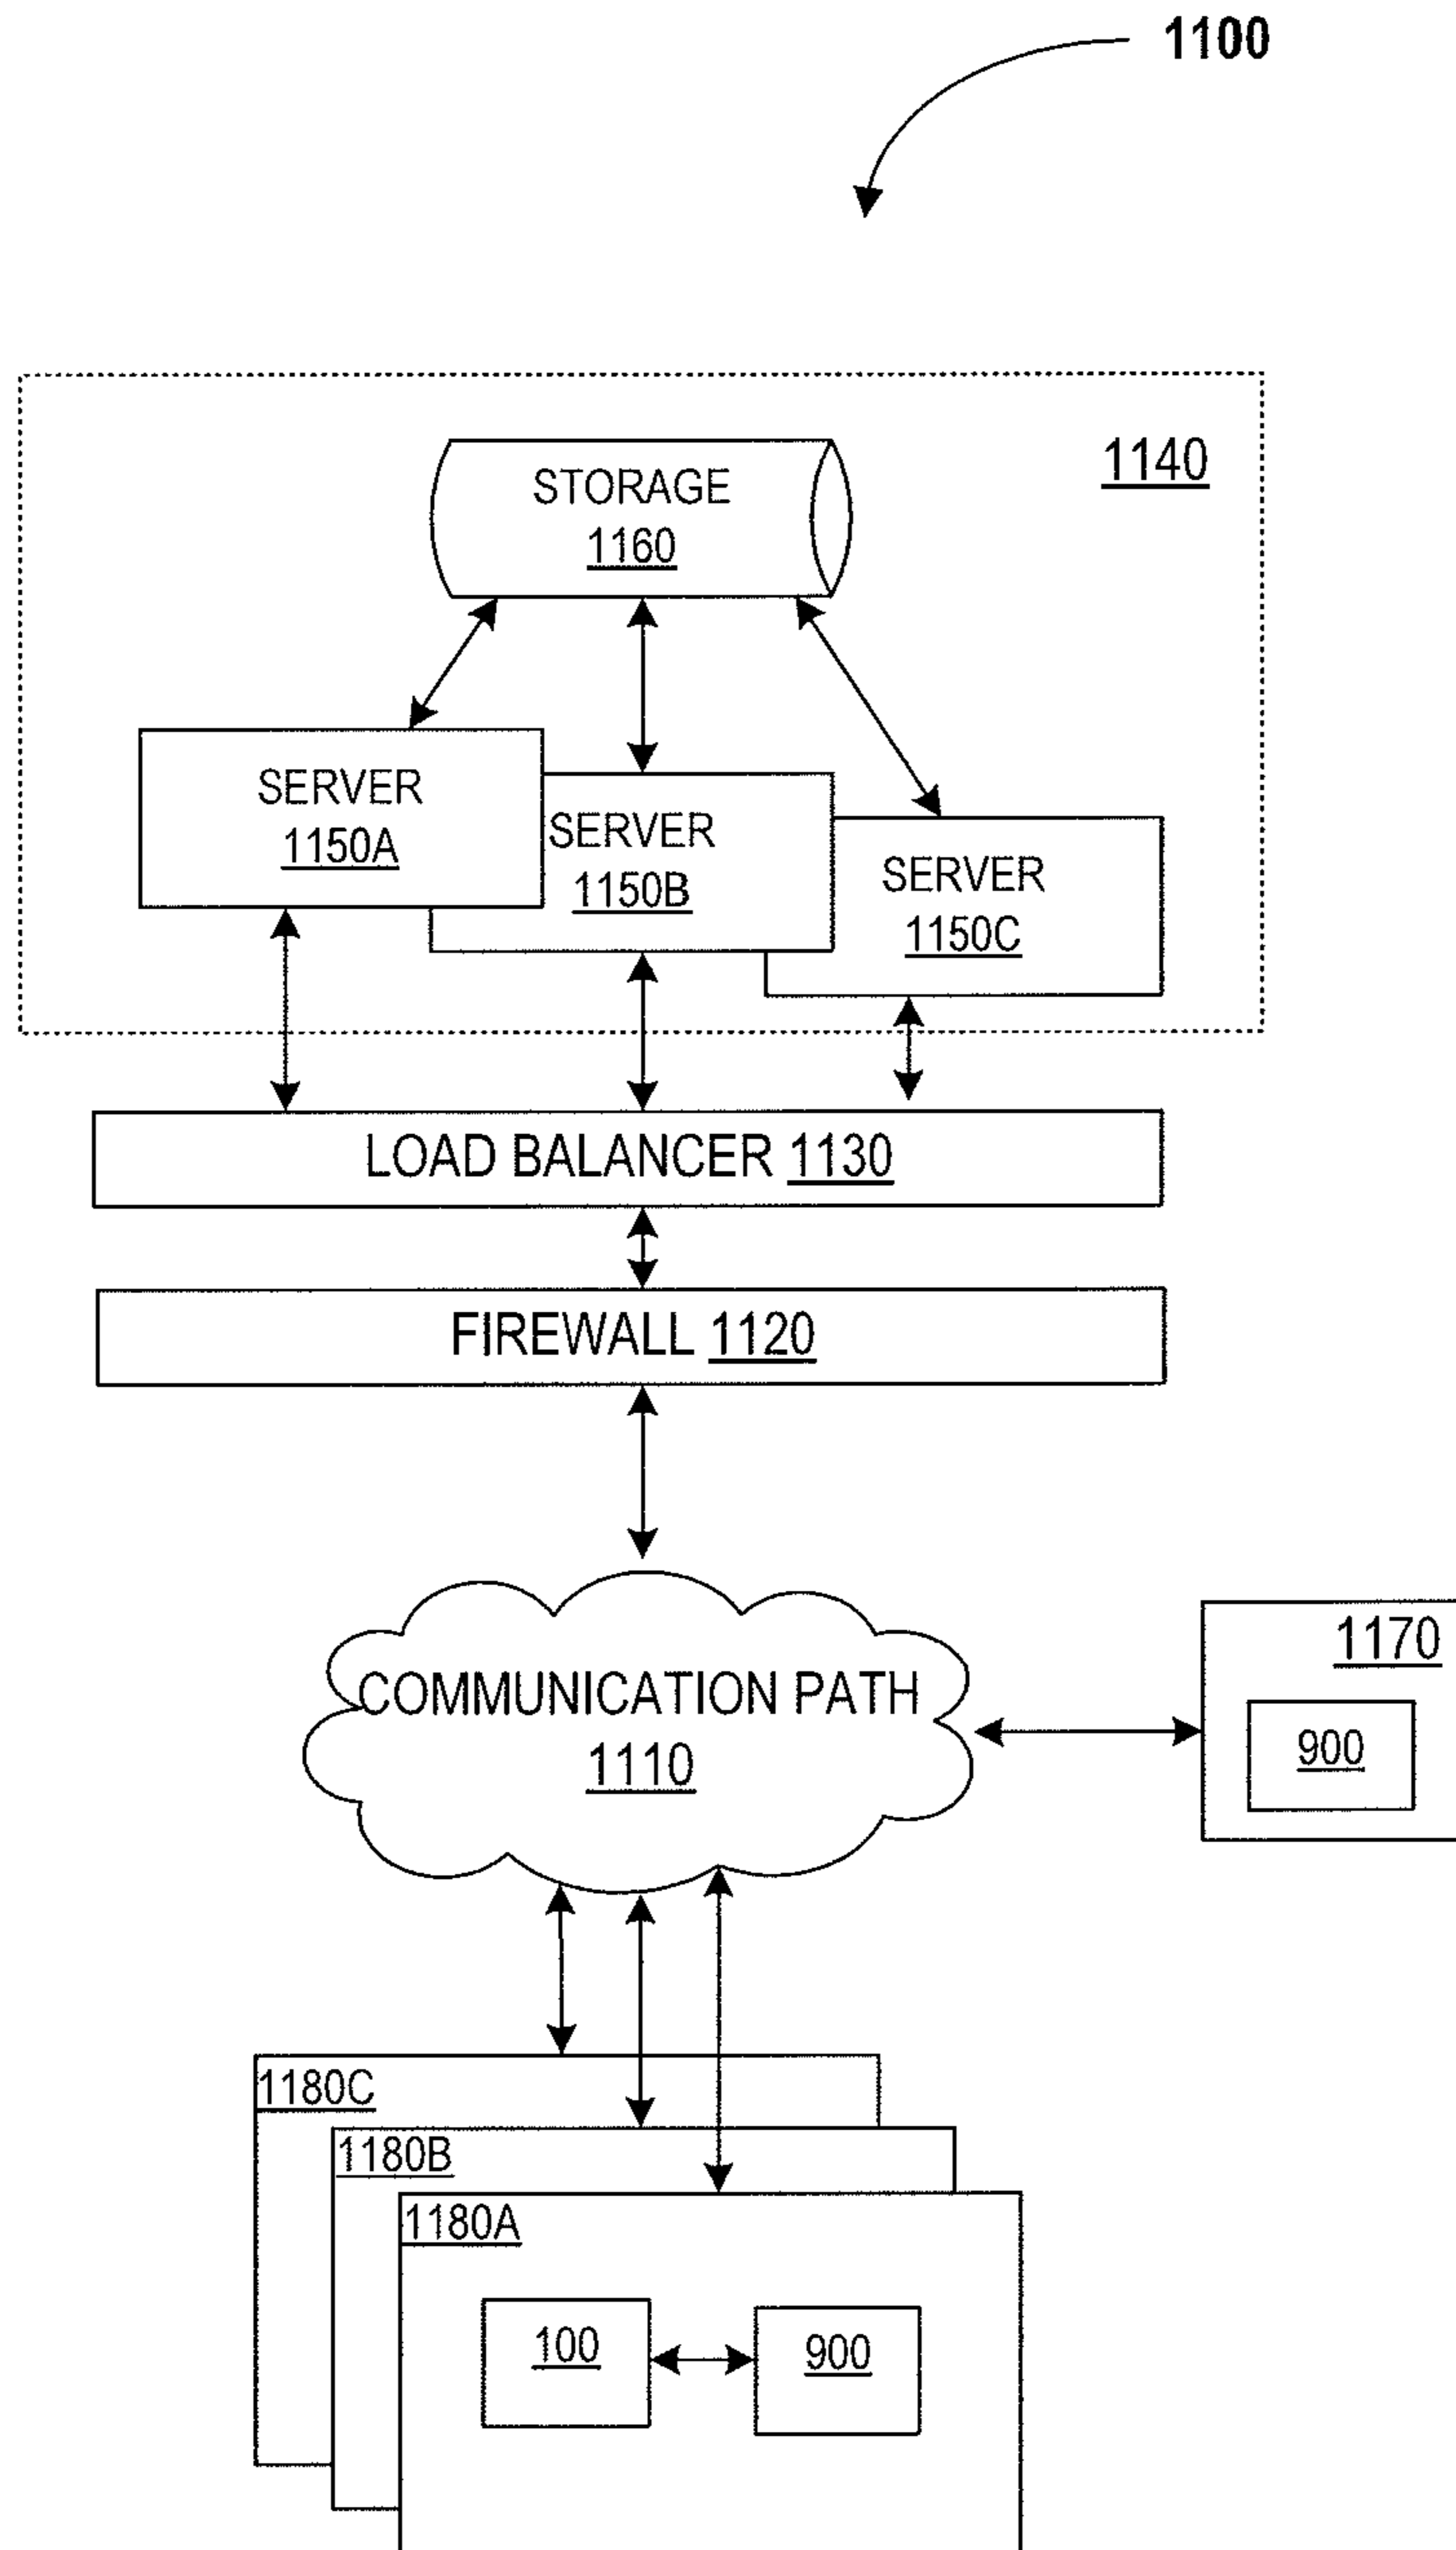 1100
1140
STORAGE
1160
SERVER
1150A
SERVER
1150B
SERVER
1150C
LOAD BALANCER 1130
FIREWALL 1120
COMMUNICATION PATH
1110
1170
900
1180C
1180B
1180A
100
900